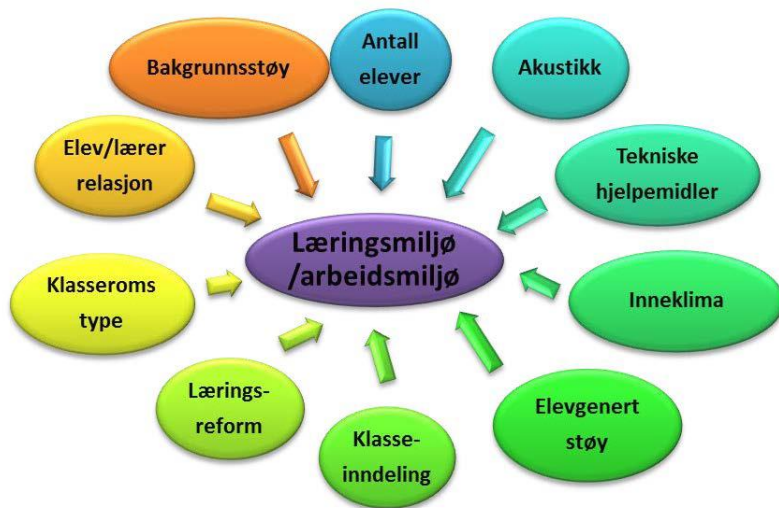 Bakgrunnsstøy
Antall
elever
Akustikk
Elev/lærer
relasjon
Tekniske
hjelpemidler
Læringsmiljø
/arbeidsmiljø
Klasseroms
type
Inneklima
Lærings-
reform
Klasse-
inndeling
Elevgenert
støy